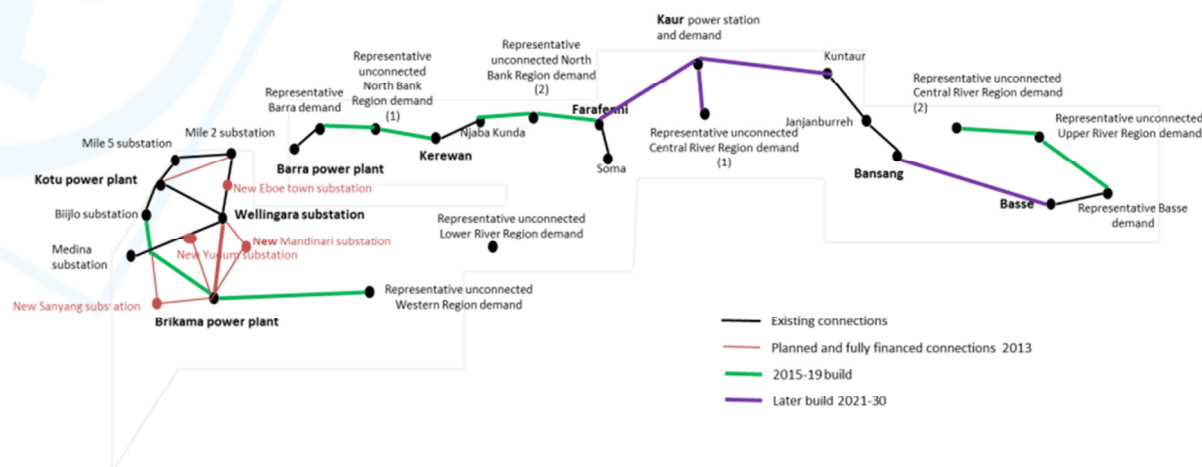 Kaur power station
and demand
Representative
unconnected North
Bank Region demand
(2)
Representative
unconnected
North Bank
Region demand
(1)
Kuntaur
Representative unconnected
Central River Region demand
(2)
Representative
Barra demand
Farafenni
Representative unconnected
Upper River Region demand
Mile 2 substation
Mile 5 substation
Njaba Kunda
Janjanburreh
Representative unconnected
Central River Region demand
(1)
Kerewan
Barra power plant
Soma
Bansang
Kotu power plant
New Eboe town substation
Basse
Representative Basse
demand
Biijlo substation
Wellingara substation
Representative unconnected
Lower River Region demand
New Mandinari substation
Medina
substation
New Yudum substation
Representative unconnected
Western Region demand
New Sanyang substation
Brikama power plant
Existing connections
Planned and fully financed connections 2013
2015-19 build
Later build 2021-30